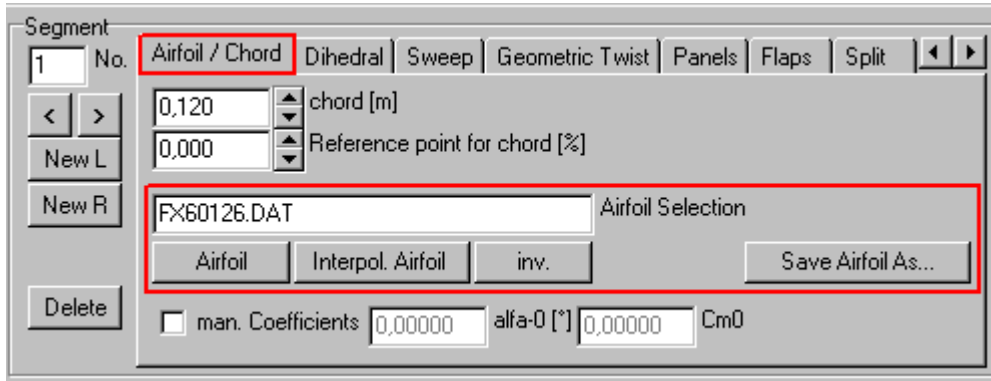 Segment
1 No.
Airfoil / Chord Dihedral Sweep Geometric Twist Panels Flaps Split
< >
New L
New R
Delete
0,120 chord [m]
0,000 Reference point for chord [%]
FX60126.DAT Airfoil Selection
Airfoil Interpol. Airfoil inv. Save Airfoil As...
man. Coefficients 0,00000 alfa-0 [°] 0,00000 Cm0